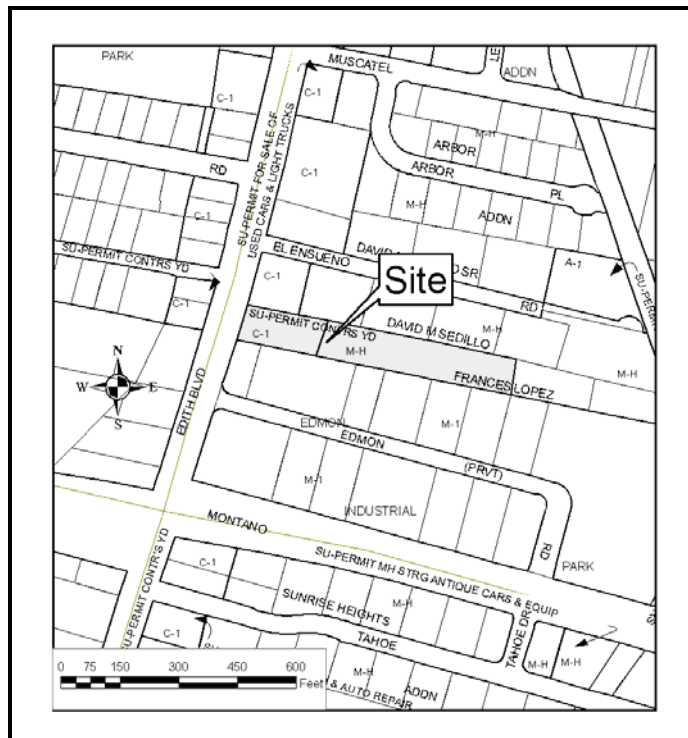 PARK
MUSCATEL
ADDN
C-1
C-1
SU-PERMIT FOR SALE OF
USED CARS & LIGHT TRUCKS
M-H
ARBOR
ARBOR
PL
RD
C-1
C-1
M-H
ADDN
SU-PERMIT CONTRS YD
EL ENSUENO
RD
A-1
C-1
C-1
Site
SU-PERMIT CONTRS YD
C-1
M-H
DAVID M SEDILLO
M-H
M-H
FRANCES LOPEZ
N
W E
S
EDITH BLVD
M-1
EDMON
EDMON
(PRVT)
RD
M-1
INDUSTRIAL
MONTANO
PARK
SU-PERMIT MH STRG ANTIQUE CARS & EQUIP
C-1
SU-PERMIT CONTR'S YD
SUNRISE HEIGHTS
M-H
TAHOE
TAHOE DR
M-H
M-H
C-1
M-H
ADDN
& AUTO REPAIR
0 75 150 300 450 600
Feet